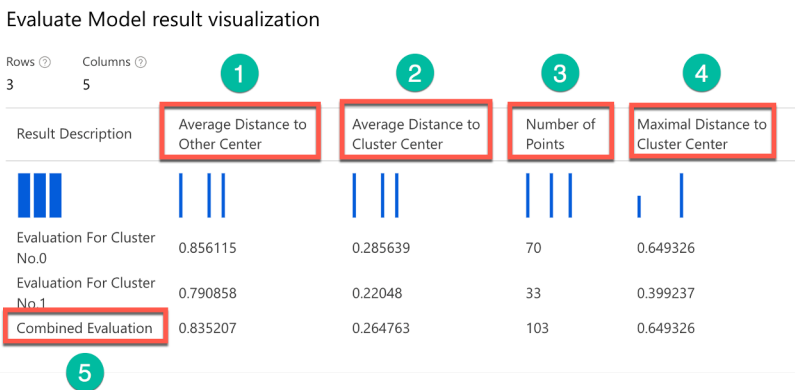 Evaluate Model result visualization
Rows ? Columns ?
3 5
1 2 3 4
Result Description
Average Distance to
Other Center
Average Distance to
Cluster Center
Number of
Points
Maximal Distance to
Cluster Center
Evaluation For Cluster
No.0
0.856115 0.285639 70 0.649326
Evaluation For Cluster
No.1
0.790858 0.22048 33 0.399237
Combined Evaluation 0.835207 0.264763 103 0.649326
5